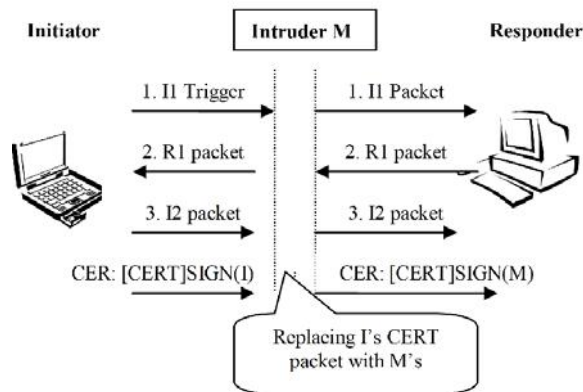 Initiator
Intruder M
Responder
1. I1 Trigger
1. I1 Packet
2. R1 packet
2. R1 packet
3. I2 packet
3. I2 packet
CER: [CERT]SIGN(I)
CER: [CERT]SIGN(M)
Replacing I's CERT
packet with M's